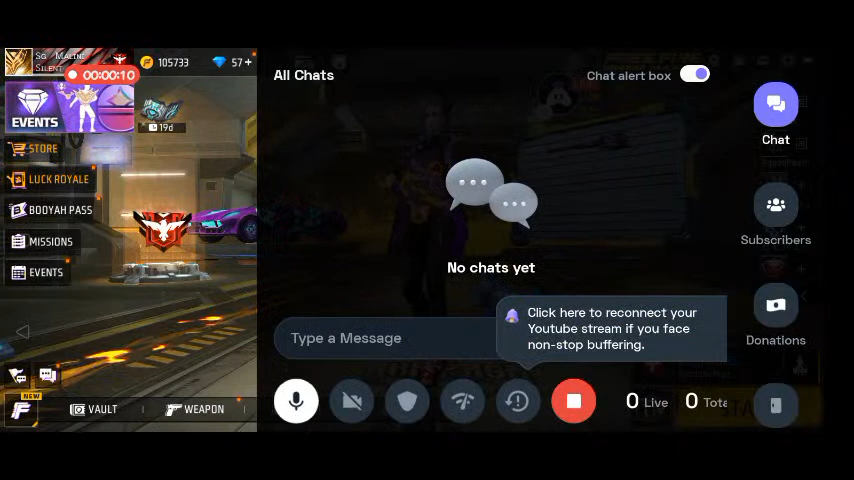 SG MALINI
SILENT
00:00:10
105733
57+
EVENTS
19d
STORE
LUCK ROYALE
BOOYAH PASS
MISSIONS
EVENTS
NEW
VAULT
WEAPON
All Chats
Chat alert box
No chats yet
Type a Message
Click here to reconnect your
Youtube stream if you face
non-stop buffering.
0 Live
0 Tota
Chat
Subscribers
Donations